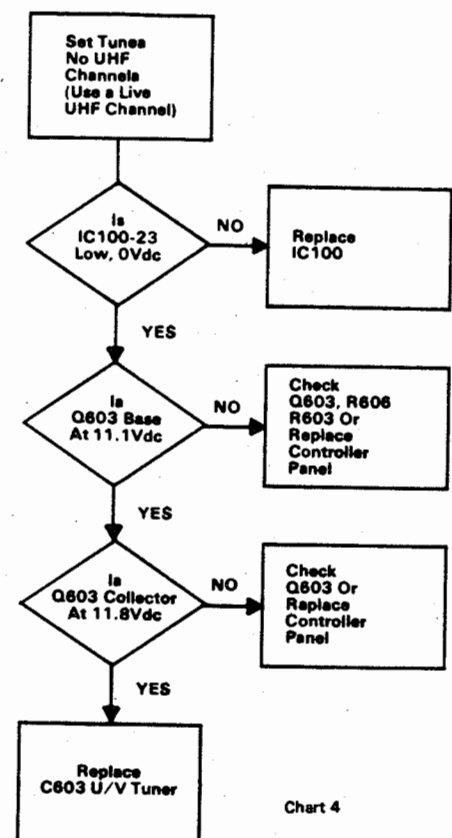 Set Tunes
No UHF
Channels
(Use a Live
UHF Channel)
Is
IC100-23
Low, 0Vdc
NO
Replace
IC100
YES
Is
Q603 Base
At 11.1Vdc
NO
Check
Q603, R606
R603 Or
Replace
Controller
Panel
YES
Is
Q603 Collector
At 11.8Vdc
NO
Check
Q603 Or
Replace
Controller
Panel
YES
Replace
C603 U/V Tuner
Chart 4